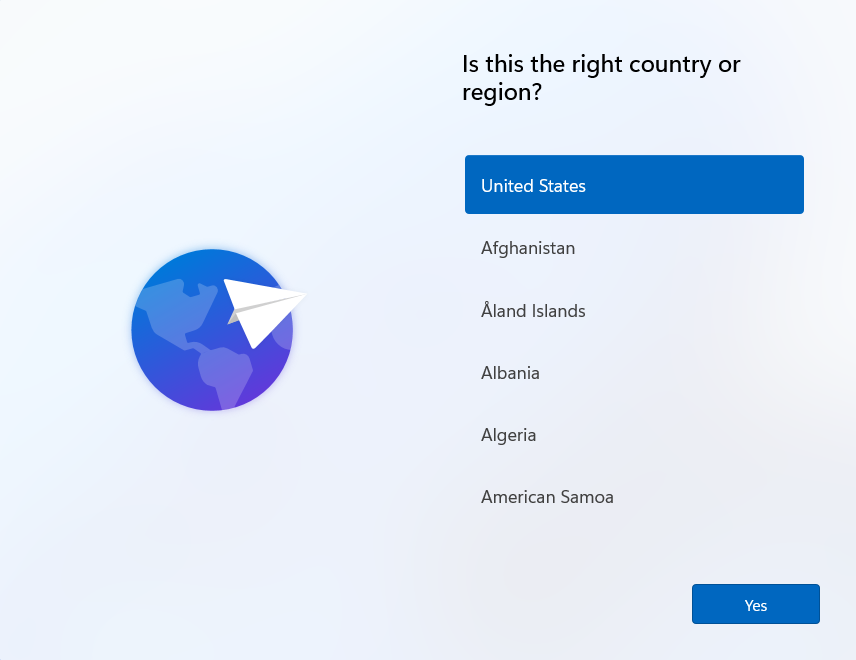 Is this the right country or
region?
United States
Afghanistan
Åland Islands
Albania
Algeria
American Samoa
Yes